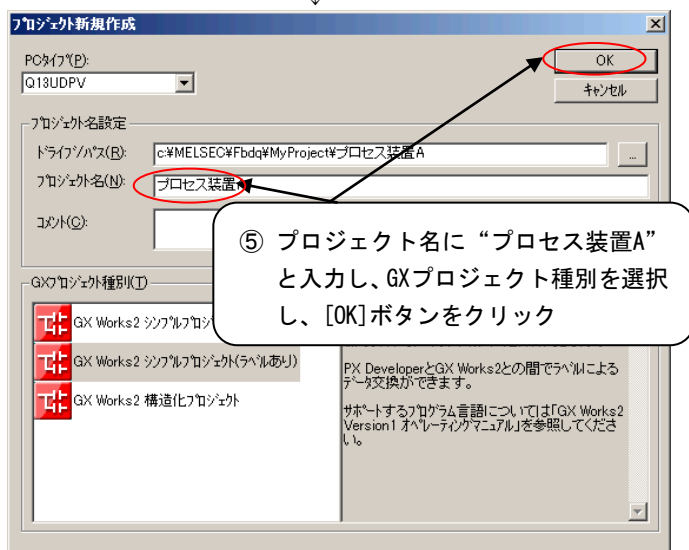 プロジェクト新規作成
PCタイプ(P):
Q13UDPV
OK
キャンセル
プロジェクト名設定
ドライブ/パス(R):
c:¥MELSEC¥Fbdq¥MyProject¥プロセス装置A
...
プロジェクト名(N):
プロセス装置
コメント(C):
⑤ プロジェクト名に“プロセス装置A”
と入力し、GXプロジェクト種別を選択
し、[OK]ボタンをクリック
GXプロジェクト種別(T)
GX Works2 シンプルプロジ
GX Works2 シンプルプロジェクト(ラベルあり)
GX Works2 構造化プロジェクト
PX DeveloperとGX Works2との間でラベルによる
データ交換ができます。
サポートするプログラム言語については「GX Works2
Version1 オペレーティングマニュアル」を参照してくださ
い。